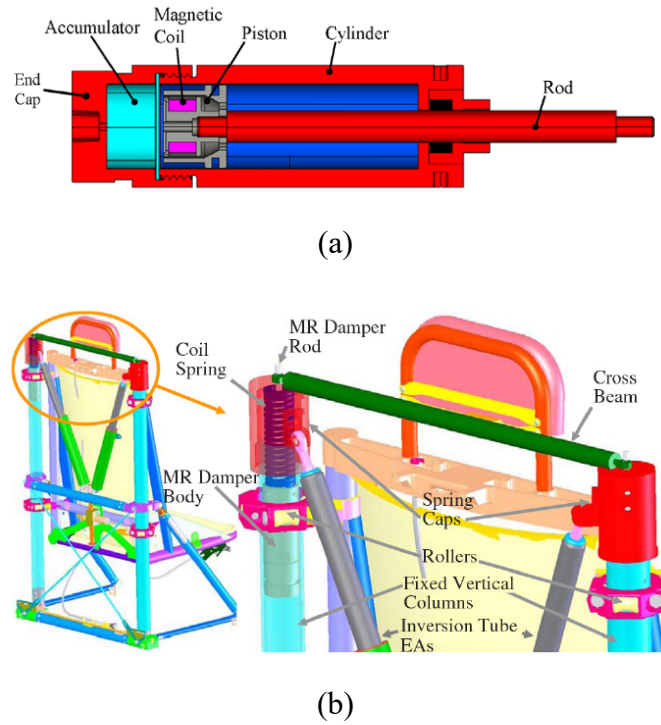 Magnetic
Coil
Accumulator
Piston
Cylinder
End
Cap
Rod
(a)
MR Damper
Rod
Coil
Spring
Cross
Beam
MR Damper
Body
Spring
Caps
Rollers
Fixed Vertical
Columns
Inversion Tube
EAs
(b)